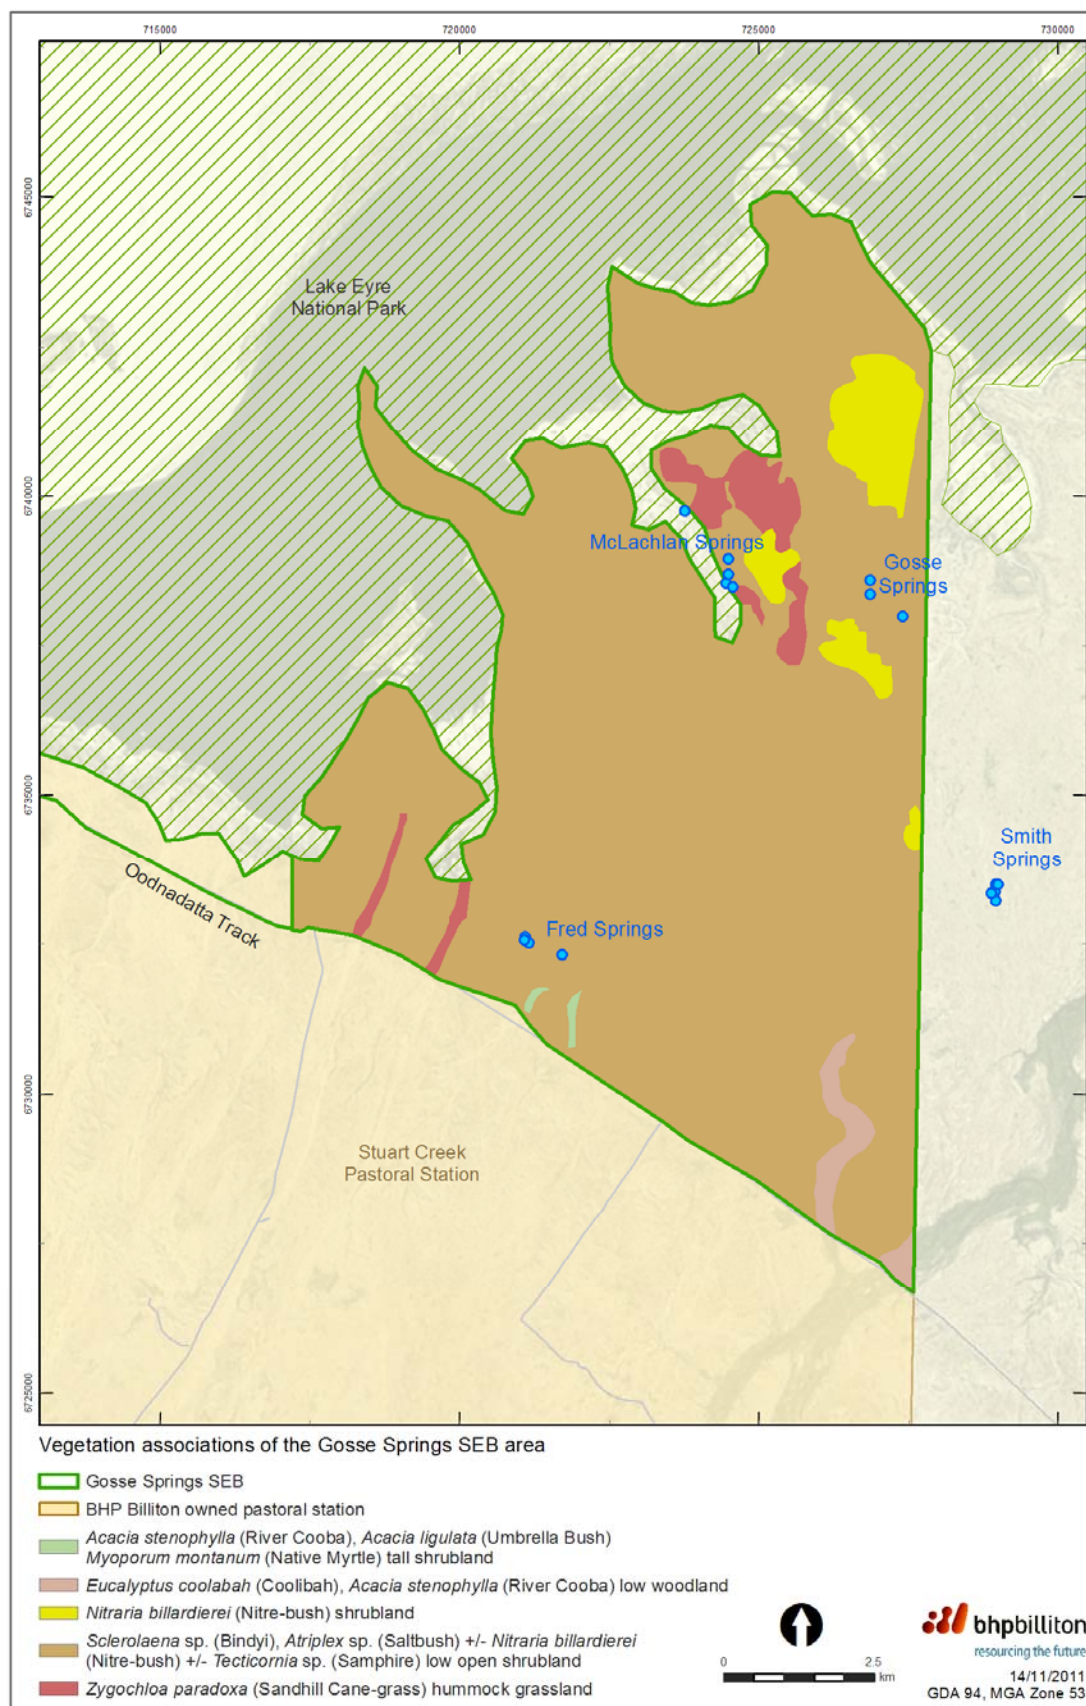 715000
720000
725000
730000
6745000
Lake Eyre
National Park
6740000
McLachlan Springs
Gosse
Springs
6735000
Smith
Springs
Oodnadatta Track
Fred Springs
6730000
Stuart Creek
Pastoral Station
6725000
Vegetation associations of the Gosse Springs SEB area
Gosse Springs SEB
BHP Billiton owned pastoral station
Acacia stenophylla (River Cooba), Acacia ligulata (Umbrella Bush)
Myoporum montanum (Native Myrtle) tall shrubland
Eucalyptus coolabah (Coolibah), Acacia stenophylla (River Cooba) low woodland
Nitraria billardierei (Nitre-bush) shrubland
Sclerolaena sp. (Bindyi), Atriplex sp. (Saltbush) +/- Nitraria billardierei
(Nitre-bush) +/- Tecticornia sp. (Samphire) low open shrubland
Zygochloa paradoxa (Sandhill Cane-grass) hummock grassland
0 2.5
km
bhpbilliton
resourcing the future
14/11/2011
GDA 94, MGA Zone 53